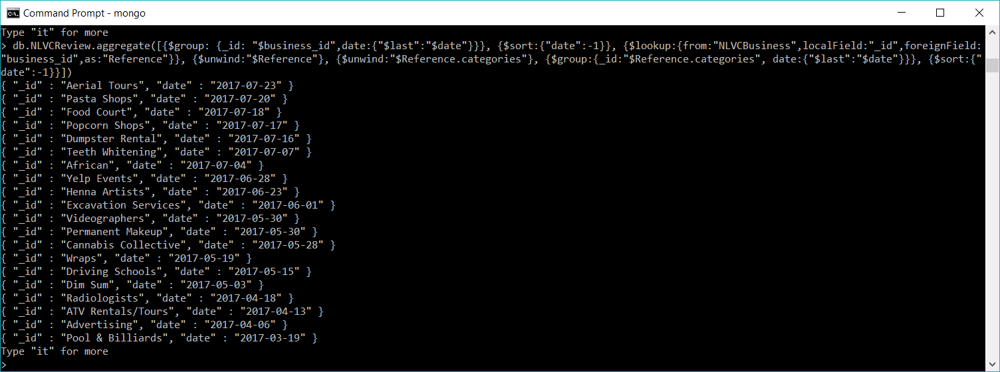 Command Prompt - mongo
Type "it" for more
> db.NLVCReview.aggregate([{$group: {_id: "$business_id",date:{"$last":"$date"}}}, {$sort:{"date":-1}}, {$lookup:{from:"NLVCBusiness",localField:"_id",foreignField:
"business_id",as:"Reference"}}, {$unwind:"$Reference"}, {$unwind:"$Reference.categories"}, {$group:{_id:"$Reference.categories", date:{"$last":"$date"}}}, {$sort:{"
date":-1}}])
{ "_id" : "Aerial Tours", "date" : "2017-07-23" }
{ "_id" : "Pasta Shops", "date" : "2017-07-20" }
{ "_id" : "Food Court", "date" : "2017-07-18" }
{ "_id" : "Popcorn Shops", "date" : "2017-07-17" }
{ "_id" : "Dumpster Rental", "date" : "2017-07-16" }
{ "_id" : "Teeth Whitening", "date" : "2017-07-07" }
{ "_id" : "African", "date" : "2017-07-04" }
{ "_id" : "Yelp Events", "date" : "2017-06-28" }
{ "_id" : "Henna Artists", "date" : "2017-06-23" }
{ "_id" : "Excavation Services", "date" : "2017-06-01" }
{ "_id" : "Videographers", "date" : "2017-05-30" }
{ "_id" : "Permanent Makeup", "date" : "2017-05-30" }
{ "_id" : "Cannabis Collective", "date" : "2017-05-28" }
{ "_id" : "Wraps", "date" : "2017-05-19" }
{ "_id" : "Driving Schools", "date" : "2017-05-15" }
{ "_id" : "Dim Sum", "date" : "2017-05-03" }
{ "_id" : "Radiologists", "date" : "2017-04-18" }
{ "_id" : "ATV Rentals/Tours", "date" : "2017-04-13" }
{ "_id" : "Advertising", "date" : "2017-04-06" }
{ "_id" : "Pool & Billiards", "date" : "2017-03-19" }
Type "it" for more
>